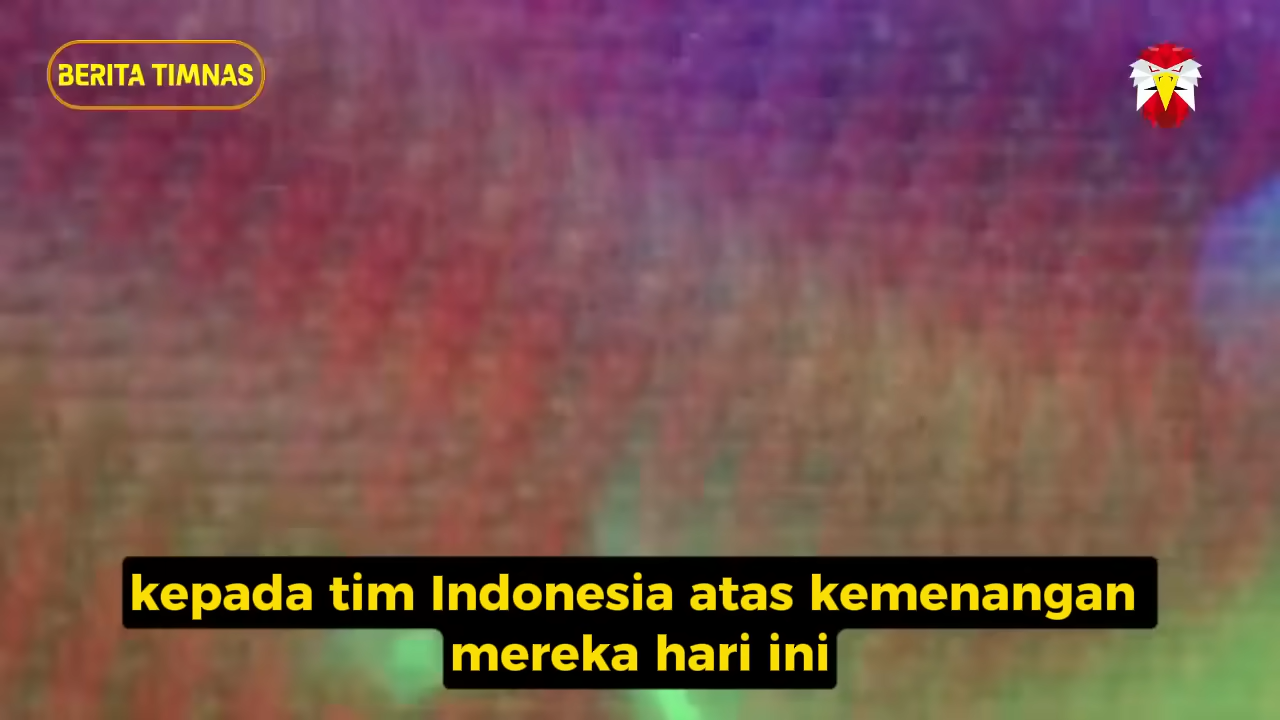 BERITA TIMNAS
kepada tim Indonesia atas kemenangan
mereka hari ini